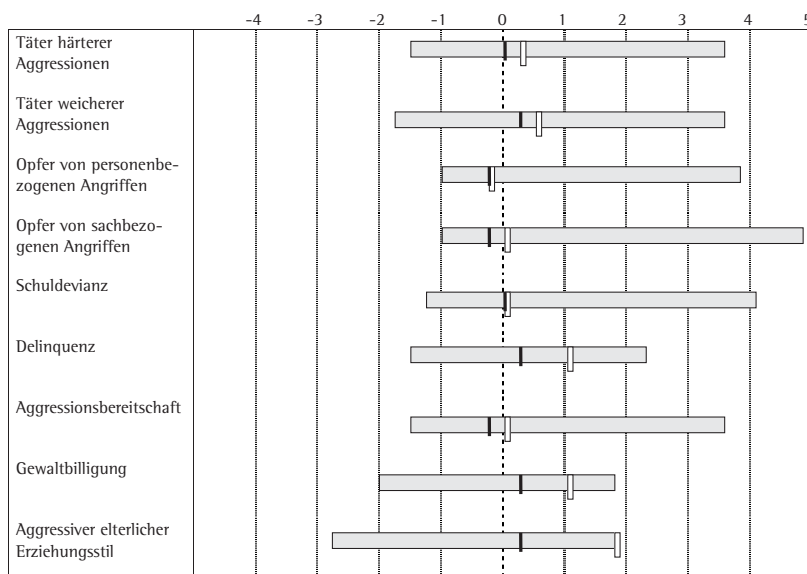 -4 -3 -2 -1 0 1 2 3 4 5
Täter härterer
Aggressionen
Täter weicherer
Aggressionen
Opfer von personenbe-
zogenen Angriffen
Opfer von sachbezo-
genen Angriffen
Schuldevianz
Delinquenz
Aggressionsbereitschaft
Gewaltbilligung
Aggressiver elterlicher
Erziehungsstil